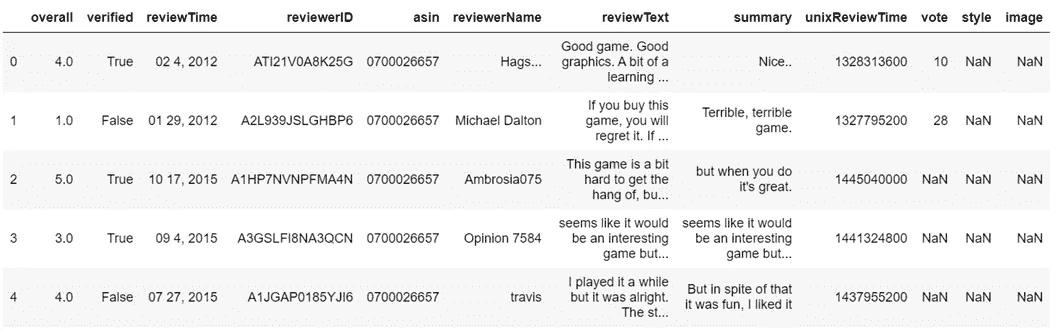 overall verified reviewTime reviewerID asin reviewerName reviewText summary unixReviewTime vote style image
0 4.0 True 02 4, 2012 ATI21V0A8K25G 0700026657 Hags... Good game. Good graphics. A bit of a learning ... Nice.. 1328313600 10 NaN NaN
1 1.0 False 01 29, 2012 A2L939JSLGHBP6 0700026657 Michael Dalton If you buy this game, you will regret it. If ... Terrible, terrible game. 1327795200 28 NaN NaN
2 5.0 True 10 17, 2015 A1HP7NVNPFMA4N 0700026657 Ambrosia075 This game is a bit hard to get the hang of, bu... but when you do it's great. 1445040000 NaN NaN NaN
3 3.0 True 09 4, 2015 A3GSLFI8NA3QCN 0700026657 Opinion 7584 seems like it would be an interesting game but... seems like it would be an interesting game but... 1441324800 NaN NaN NaN
4 4.0 False 07 27, 2015 A1JGAP0185YJI6 0700026657 travis I played it a while but it was alright. The st... But in spite of that it was fun, I liked it 1437955200 NaN NaN NaN